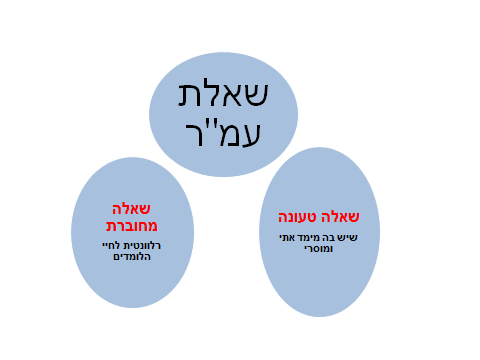 שאלת
עמ"ר
שאלה טעונה
שיש בה מימד אתי
ומוסרי
שאלה
מחוברת
רלוונטית לחיי
הלומדים